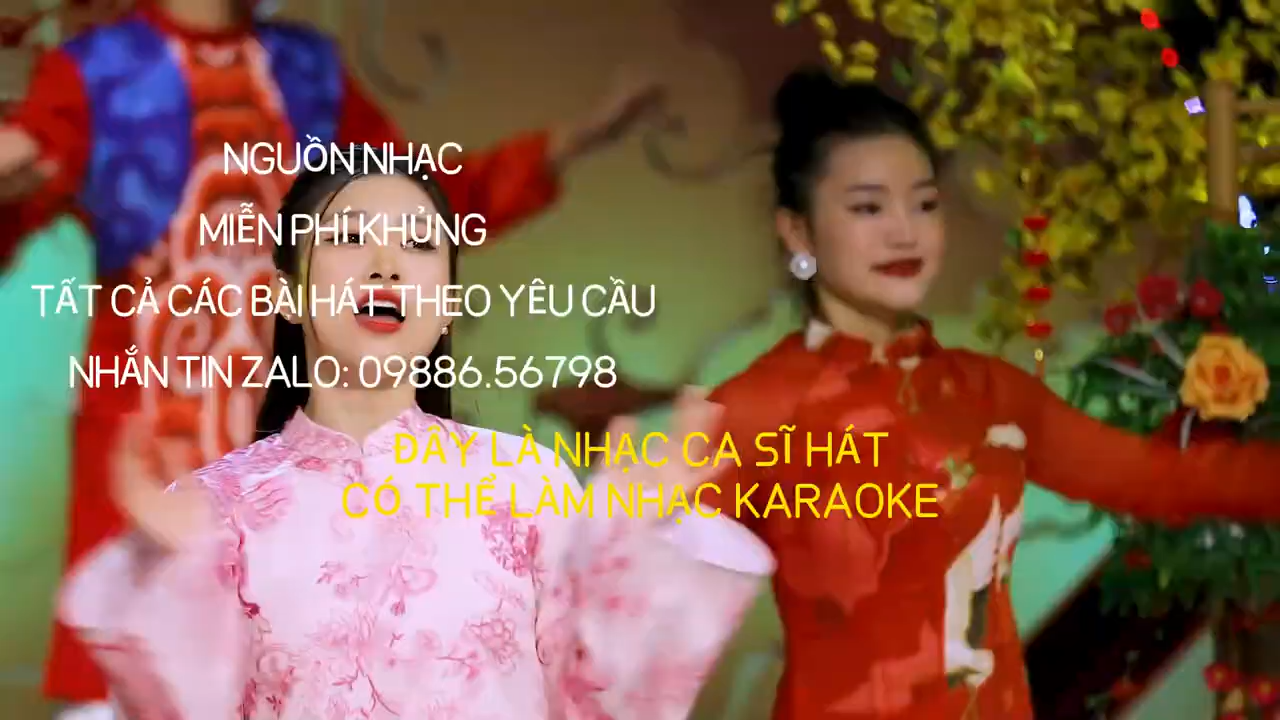 NGUỒN NHẠC
MIỄN PHÍ KHỦNG
TẤT CẢ CÁC BÀI HÁT THEO YÊU CẦU
NHẮN TIN ZALO: 09886.56798
ĐÂY LÀ NHẠC CA SĨ HÁT
CÓ THỂ LÀM NHẠC KARAOKE